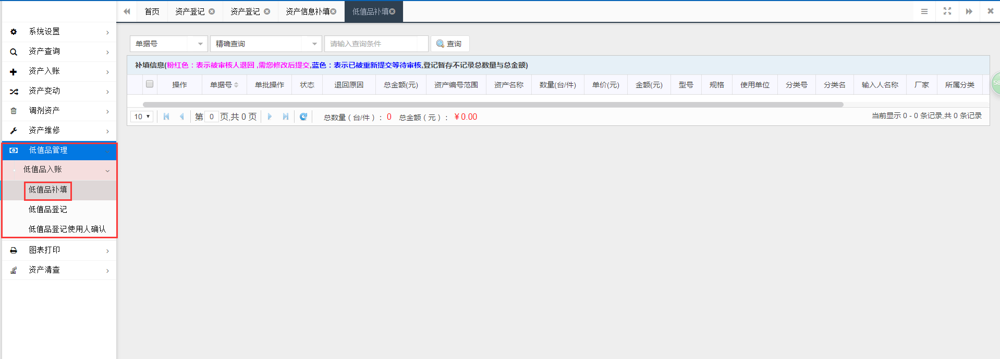 首页
资产登记
资产登记
资产信息补填
低值品补填
系统设置
资产查询
资产入账
资产变动
调剂资产
资产维修
低值品管理
低值品入账
低值品补填
低值品登记
低值品登记使用人确认
图表打印
资产清查
单据号
精确查询
请输入查询条件
查询
补填信息(粉红色：表示被审核人退回 ,需您修改后提交,蓝色：表示已被重新提交等待审核,登记暂存不记录总数量与总金额)
操作 单据号 单批操作 状态 退回原因 总金额(元) 资产编号范围 资产名称 数量(台/件) 单价(元) 金额(元) 型号 规格 使用单位 分类号 分类名 输入人名称 厂家 所属分类
10 第 0 页,共 0 页 总数量（台/件）: 0 总金额（元）: ¥0.00 当前显示 0 - 0 条记录,共 0 条记录
58